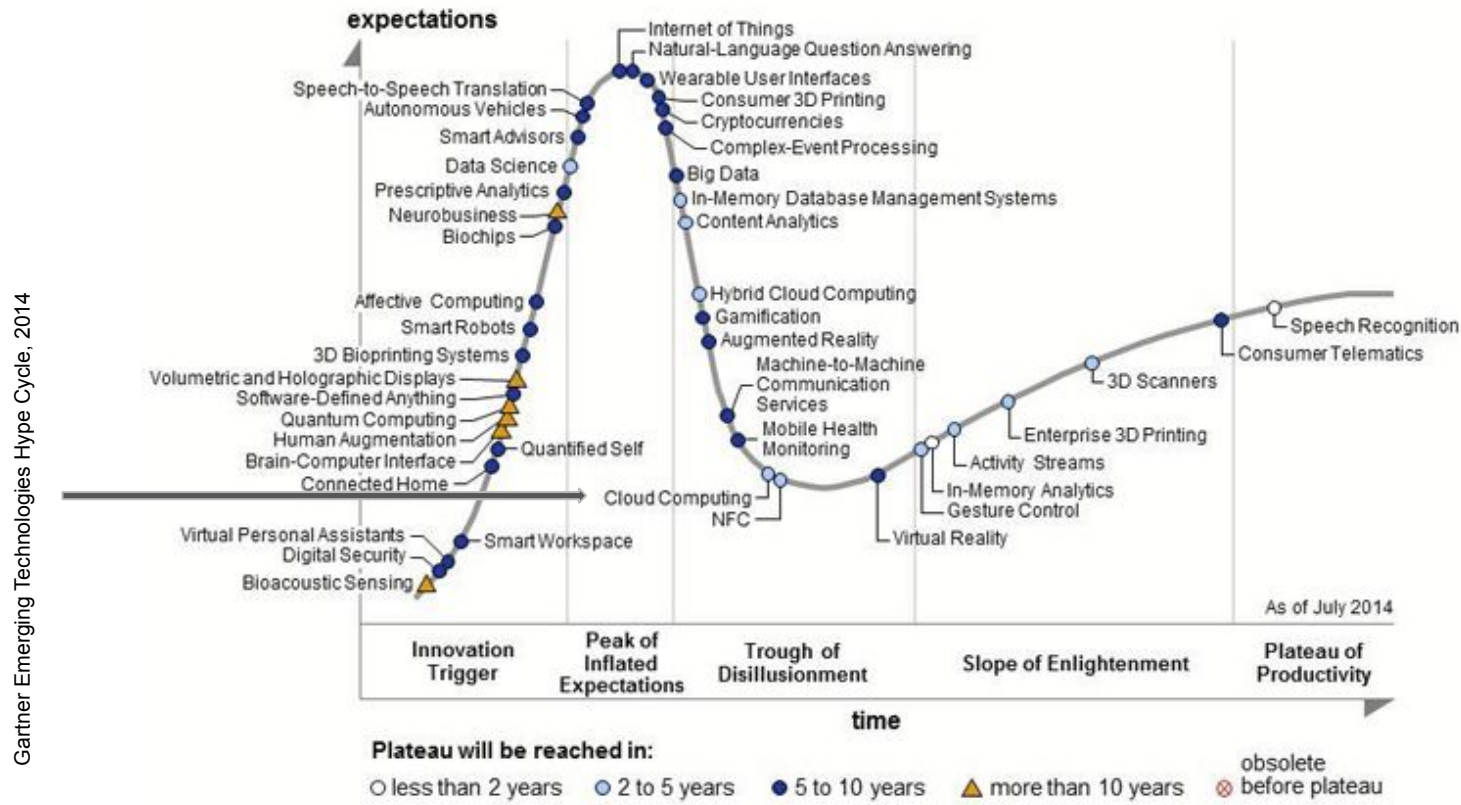 expectations
Gartner Emerging Technologies Hype Cycle, 2014
Internet of Things
Natural-Language Question Answering
Wearable User Interfaces
Consumer 3D Printing
Cryptocurrencies
Complex-Event Processing
Big Data
In-Memory Database Management Systems
Content Analytics
Hybrid Cloud Computing
Gamification
Augmented Reality
Machine-to-Machine
Communication
Services
Mobile Health
Monitoring
Speech-to-Speech Translation
Autonomous Vehicles
Smart Advisors
Data Science
Prescriptive Analytics
Neurobusiness
Biochips
Affective Computing
Smart Robots
3D Bioprinting Systems
Volumetric and Holographic Displays
Software-Defined Anything
Quantum Computing
Human Augmentation
Brain-Computer Interface
Quantified Self
Connected Home
Virtual Personal Assistants
Smart Workspace
Digital Security
Bioacoustic Sensing
Cloud Computing
NFC
Virtual Reality
Gesture Control
In-Memory Analytics
Activity Streams
Enterprise 3D Printing
3D Scanners
Consumer Telematics
Speech Recognition
As of July 2014
Innovation
Trigger
Peak of
Inflated
Expectations
Trough of
Disillusionment
Slope of Enlightenment
Plateau of
Productivity
time
Plateau will be reached in:
less than 2 years
2 to 5 years
5 to 10 years
more than 10 years
obsolete
before plateau